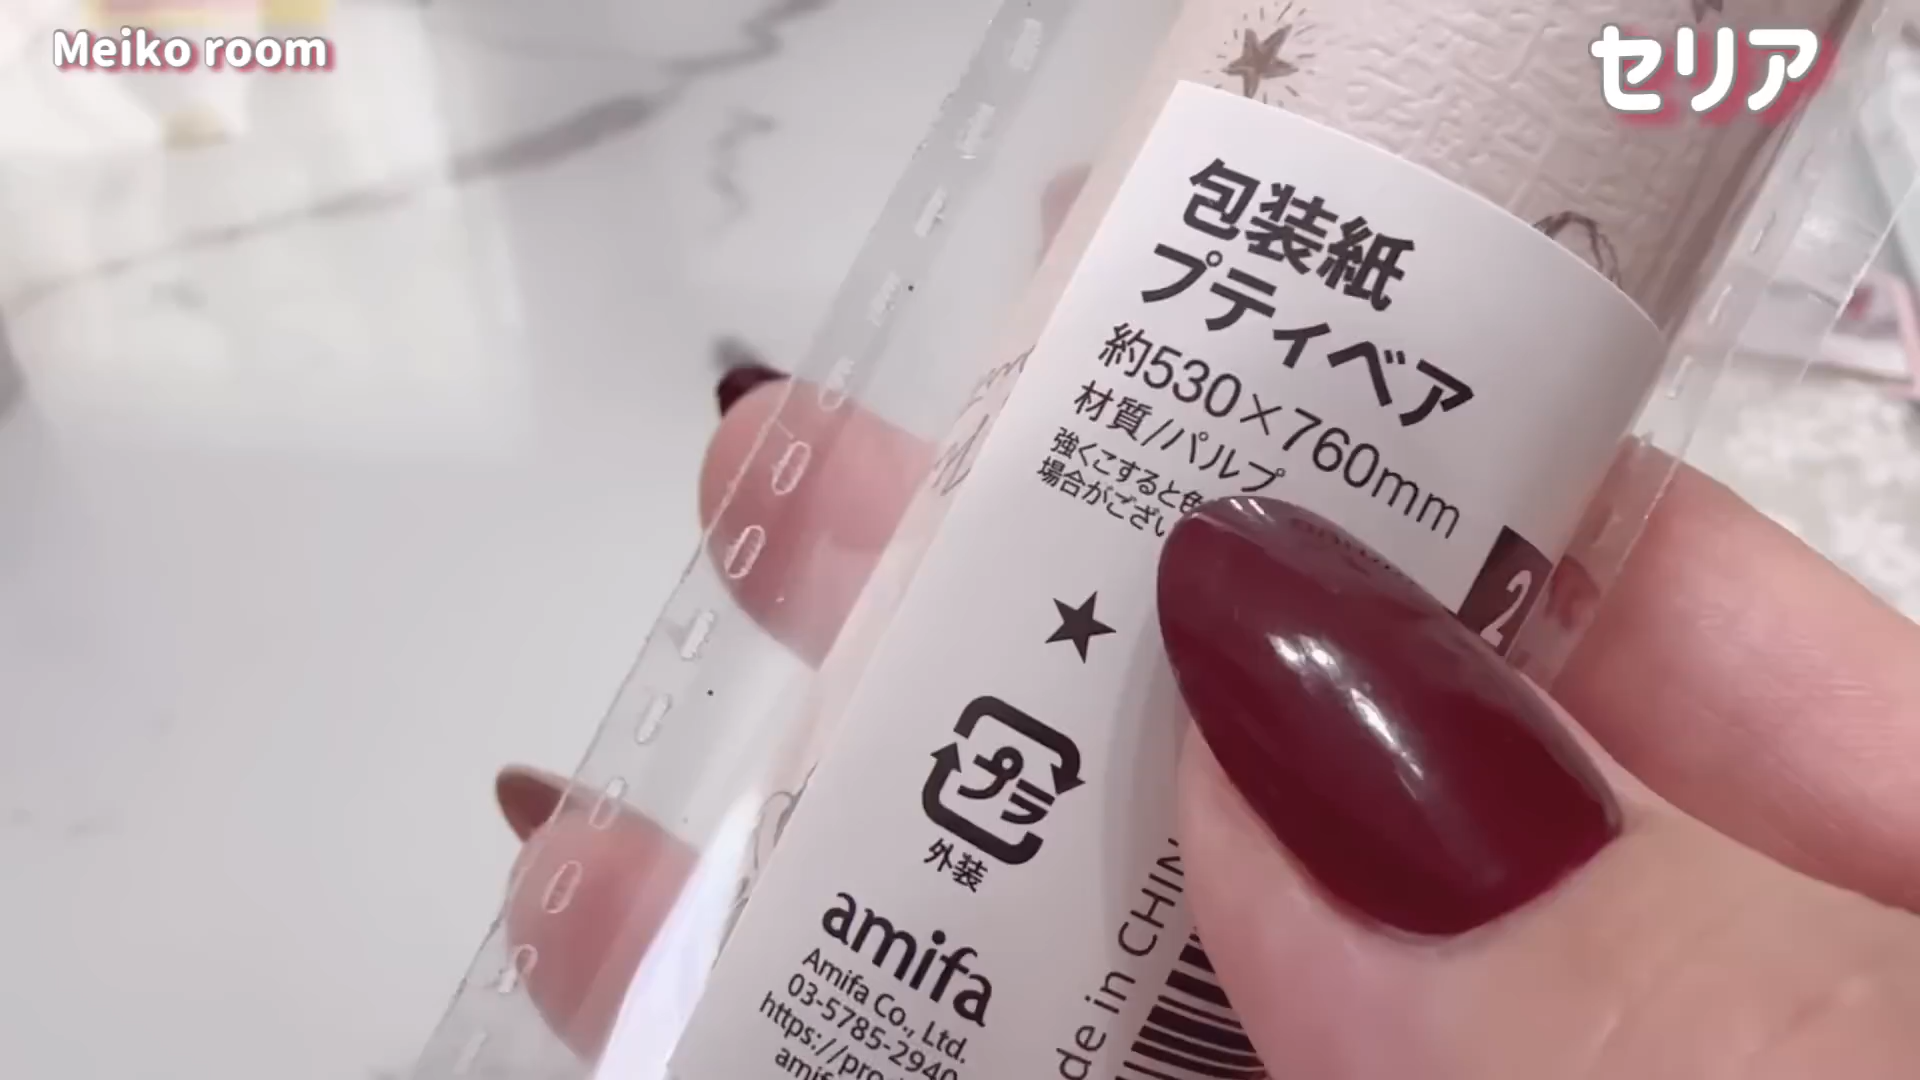 Meiko room
セリア
包装紙
プティベア
約530×760mm
材質/パルプ
強くこすると色
場合がござい
2
プラ
外装
amifa
Amifa Co., Ltd.
03-5785-2940
https://pro
amif
de in CHIN